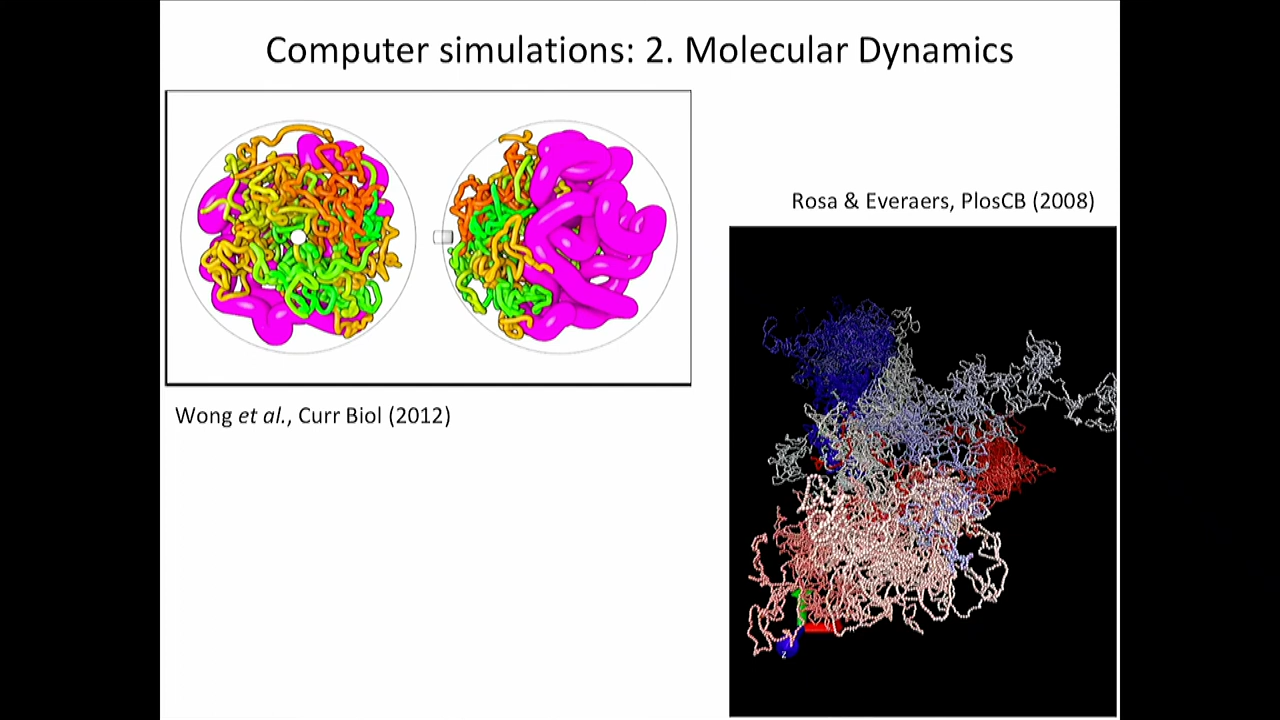 Computer simulations: 2. Molecular Dynamics
Rosa & Everaers, PlosCB (2008)
Wong et al., Curr Biol (2012)
z